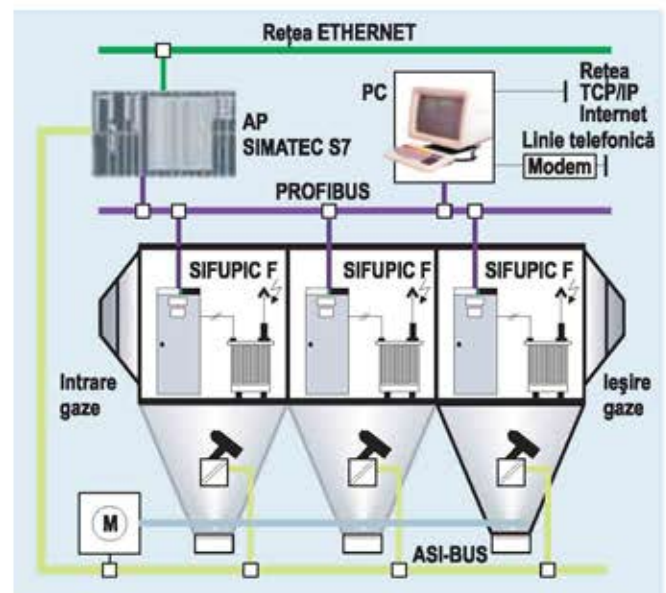 Rețea ETHERNET
AP
SIMATEC S7
PC
Rețea
TCP/IP
Internet
Linie telefonică
Modem
PROFIBUS
SIFUPIC F
SIFUPIC F
SIFUPIC F
Intrare
gaze
Ieșire
gaze
M
ASI-BUS